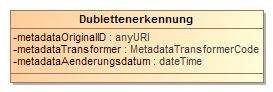 Dublettenerkennung
-metadataOriginalID : anyURI
-metadataTransformer : MetadataTransformerCode
-metadataAenderungsdatum : dateTime